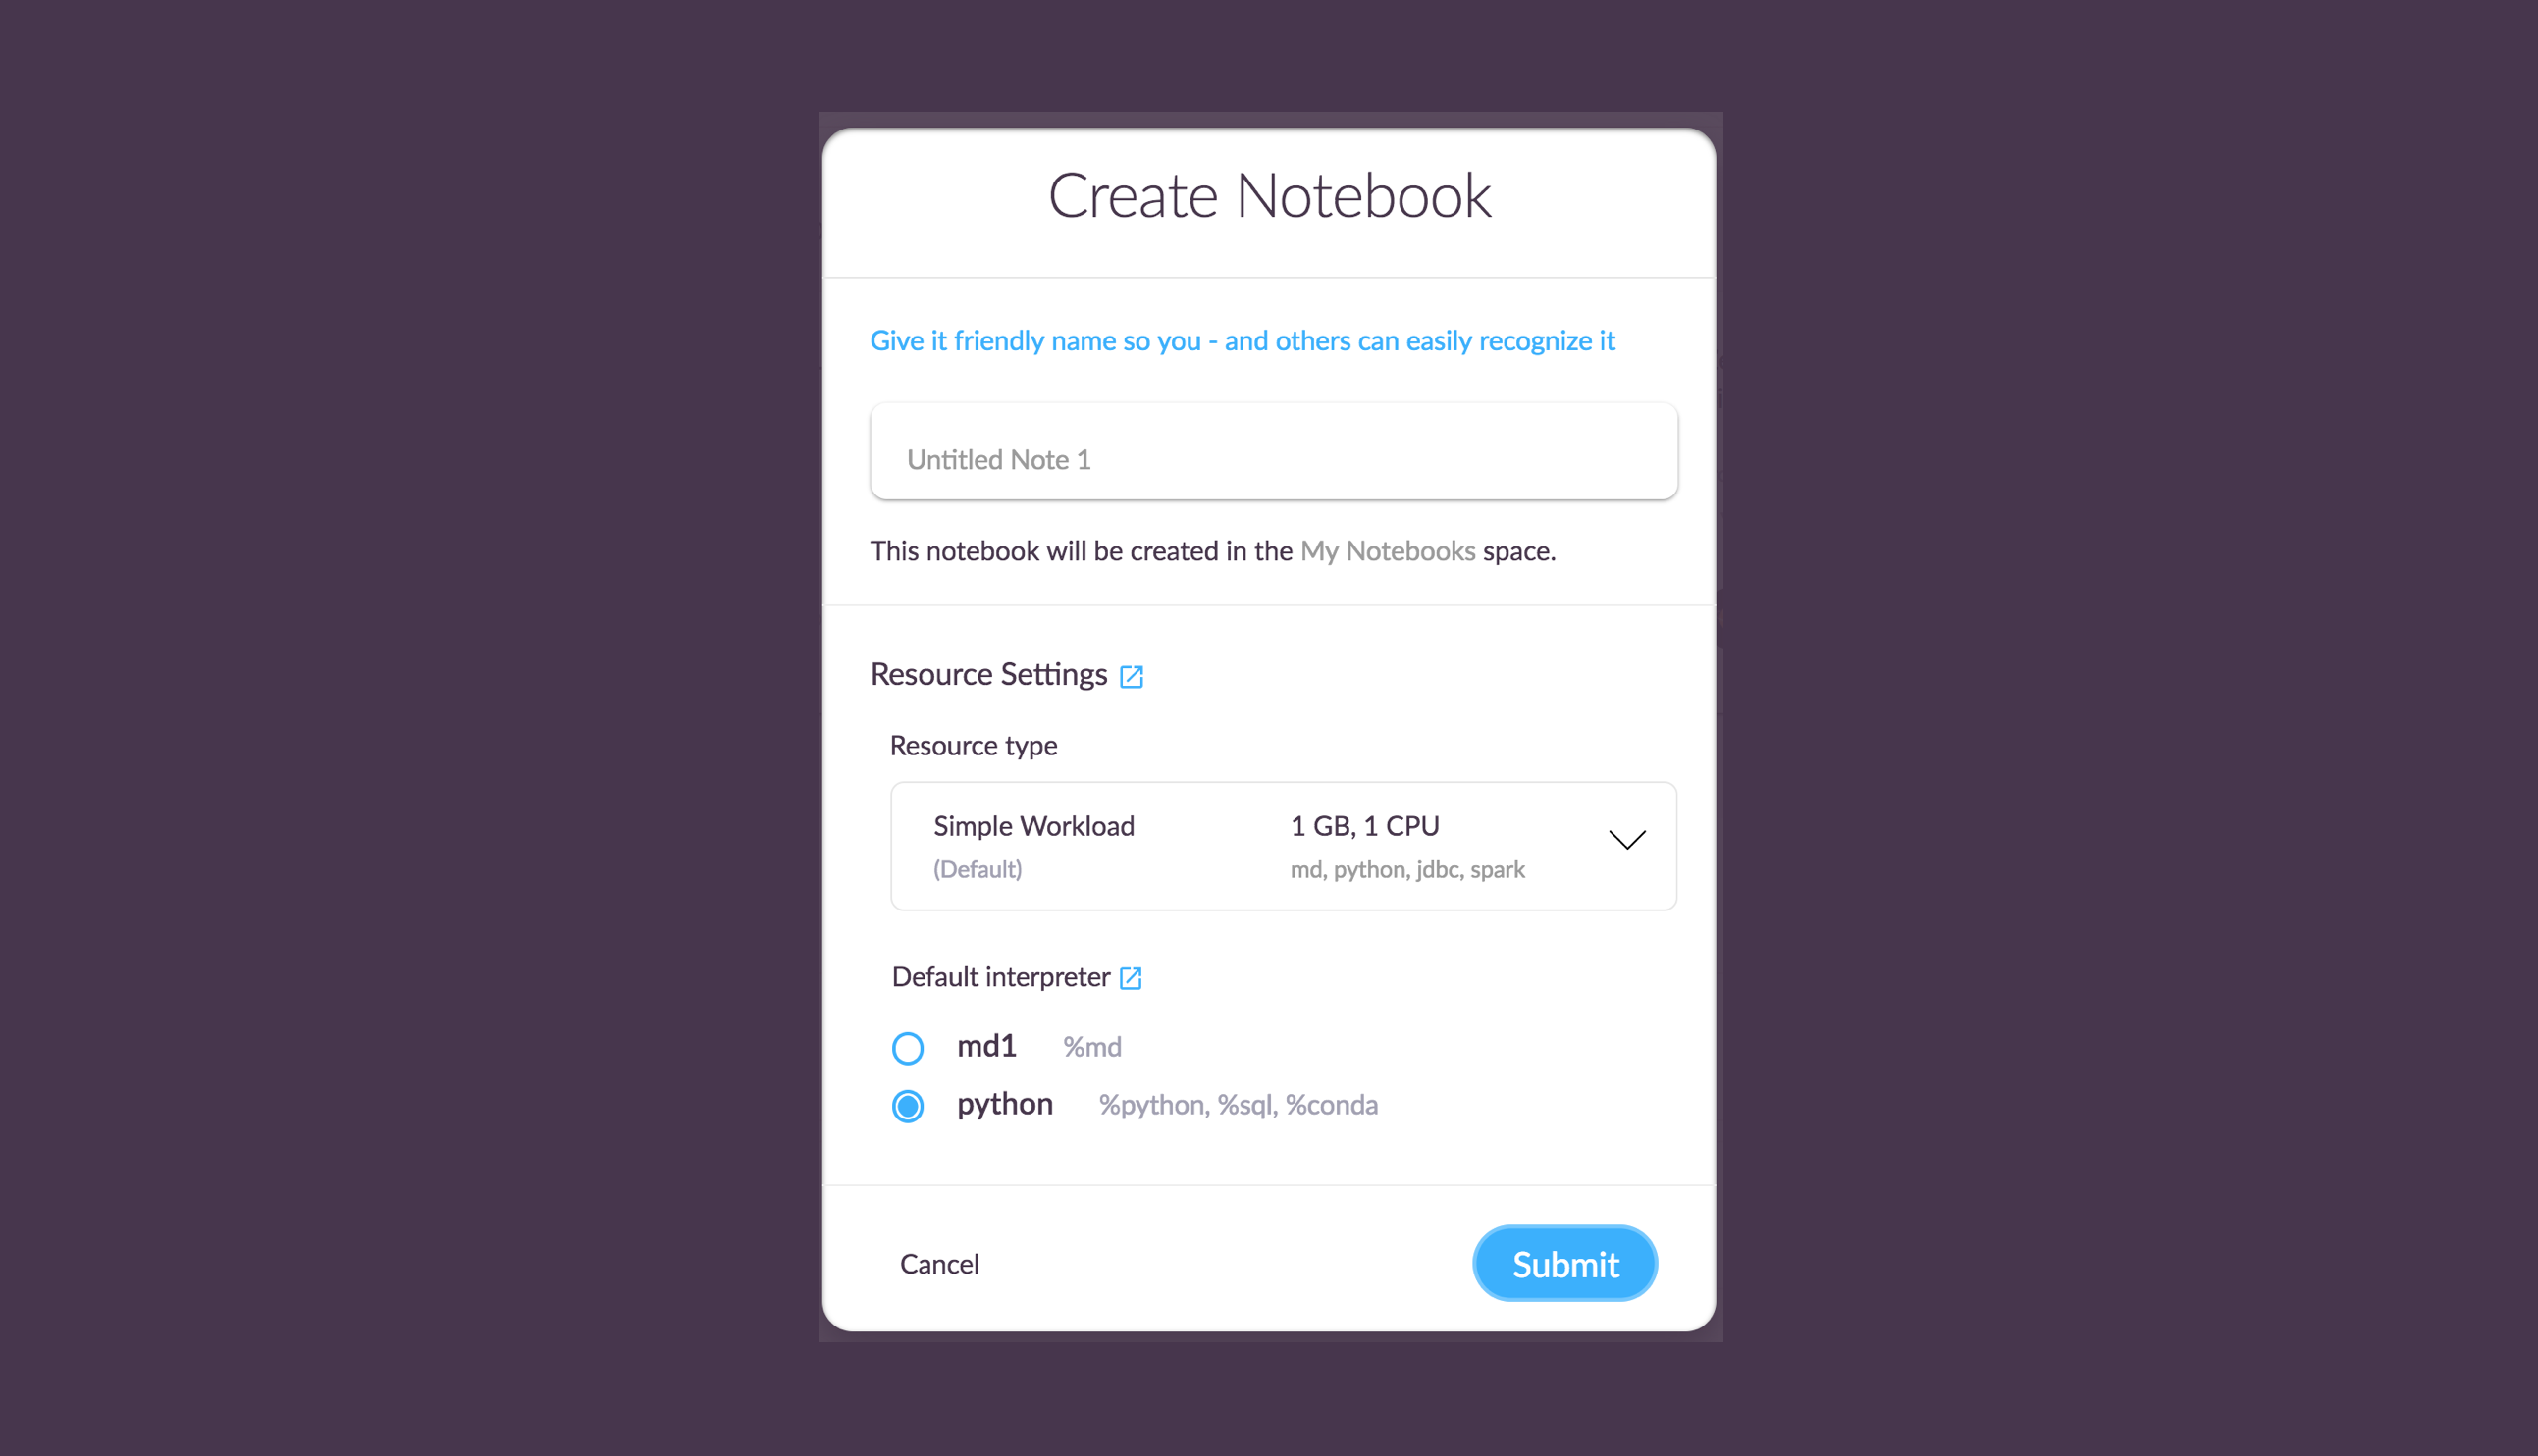 Create Notebook
Give it friendly name so you - and others can easily recognize it
Untitled Note 1
This notebook will be created in the My Notebooks space.
Resource Settings
Resource type
Simple Workload 1 GB, 1 CPU
(Default) md, python, jdbc, spark
Default interpreter
md1 %md
python %python, %sql, %conda
Cancel Submit